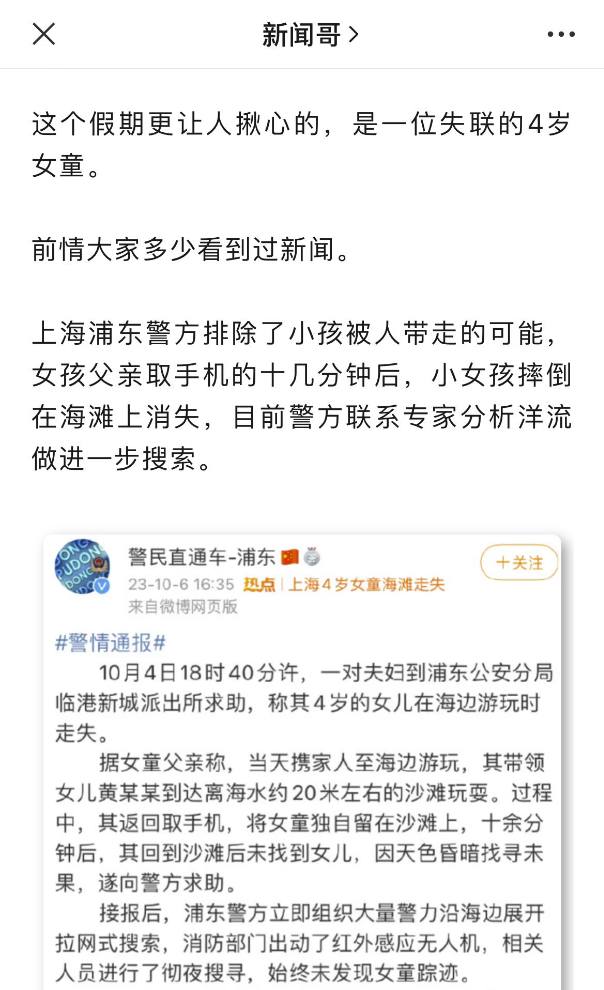 新闻哥
这个假期更让人揪心的，是一位失联的4岁
女童。
前情大家多少看到过新闻。
上海浦东警方排除了小孩被人带走的可能，
女孩父亲取手机的十几分钟后，小女孩摔倒
在海滩上消失，目前警方联系专家分析洋流
做进一步搜索。
PUDONG
警民直通车-浦东
+关注
23-10-6 16:35 热点 | 上海4岁女童海滩走失
来自微博网页版
#警情通报#
10月4日18时40分许，一对夫妇到浦东公安分局
临港新城派出所求助，称其4岁的女儿在海边游玩时
走失。
据女童父亲称，当天携家人至海边游玩，其带领
女儿黄某某到达离海水约20米左右的沙滩玩耍。过程
中，其返回取手机，将女童独自留在沙滩上，十余分
钟后，其回到沙滩后未找到女儿，因天色昏暗找寻未
果，遂向警方求助。
接报后，浦东警方立即组织大量警力沿海边展开
拉网式搜索，消防部门出动了红外感应无人机，相关
人员进行了彻夜搜寻，始终未发现女童踪迹。